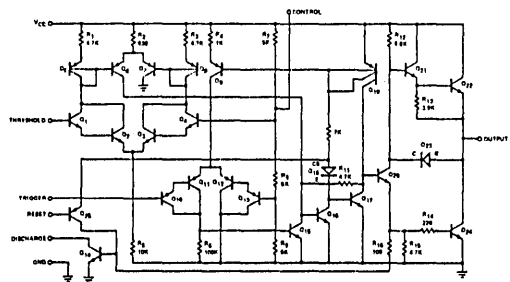 CONTROL
VCC
R1
4.7K
R2
830
R3
4.7K
R4
1K
R7
5K
R12
6.8K
Q5
Q6
Q7
Q8
Q9
Q19
Q21
Q22
R13
3.9K
THRESHOLD
Q1
Q2
Q3
Q4
7K
OUTPUT
Q23
C
CB
Q18
E
R11
4.7K
Q20
R8
5K
TRIGGER
Q11
Q12
Q10
Q13
RESET
Q25
Q15
Q16
Q17
R14
220
Q24
DISCHARGE
Q14
R5
10K
R6
100K
R9
5K
R15
4.7K
GND